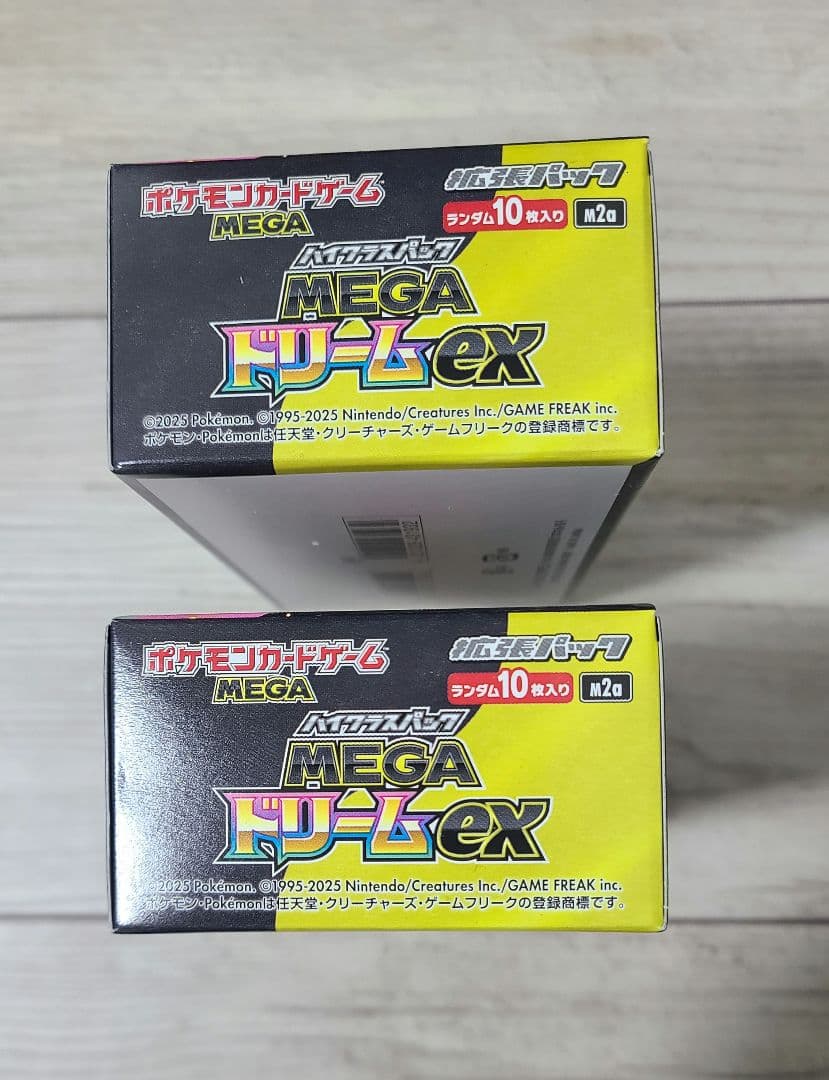 ポケモンカードゲーム
MEGA
拡張パック
ランダム10枚入り M2a
ハイクラスパック
MEGA
ドリームex
©2025 Pokémon. ©1995-2025 Nintendo/Creatures Inc./GAME FREAK inc.
ポケモン・Pokémonは任天堂・クリーチャーズ・ゲームフリークの登録商標です。
ポケモンカードゲーム
MEGA
拡張パック
ランダム10枚入り M2a
ハイクラスパック
MEGA
ドリームex
©2025 Pokémon. ©1995-2025 Nintendo/Creatures Inc./GAME FREAK inc.
ポケモン・Pokémonは任天堂・クリーチャーズ・ゲームフリークの登録商標です。